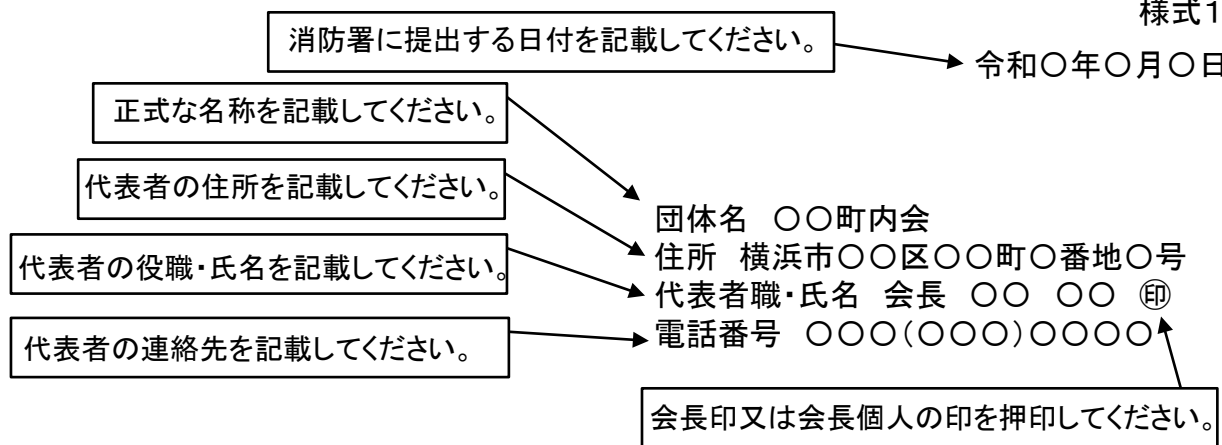 様式1
消防署に提出する日付を記載してください。
令和〇年〇月〇日
正式な名称を記載してください。
代表者の住所を記載してください。
団体名　〇〇町内会
住所　横浜市〇〇区〇〇町〇番地〇号
代表者の役職・氏名を記載してください。
代表者職・氏名　会長　〇〇　〇〇　㊞
電話番号　〇〇〇(〇〇〇)〇〇〇〇
代表者の連絡先を記載してください。
会長印又は会長個人の印を押印してください。